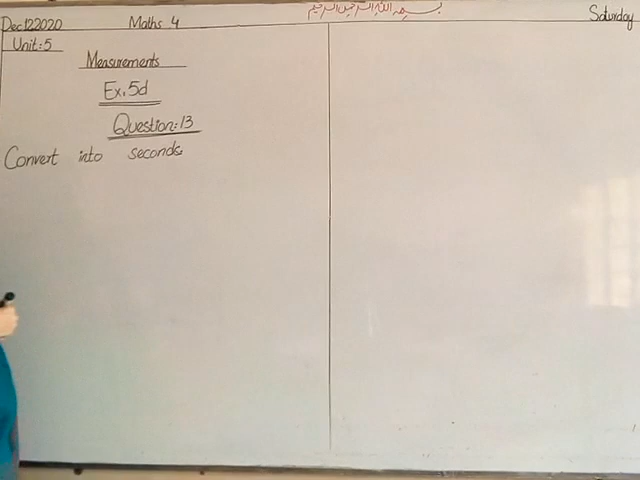 Dec 12 2020 Maths 4 بسم الله الرحمن الرحیم Saturday
Unit:5
Measurements
Ex.5d
Question:13
Convert into seconds.